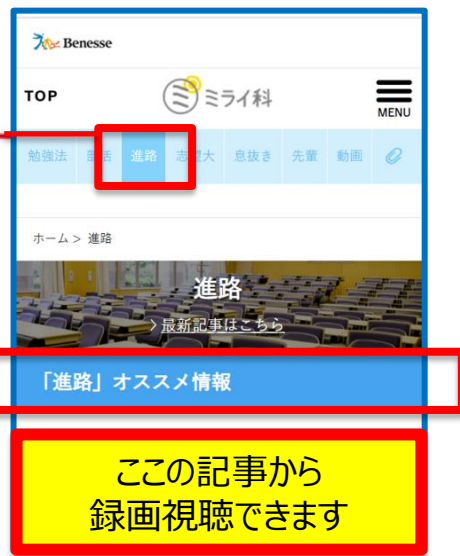 Benesse
TOP
ミライ科
MENU
勉強法 部活 進路 志望大 息抜き 先輩 動画
ホーム > 進路
進路
> 最新記事はこちら
「進路」オススメ情報
ここの記事から
録画視聴できます